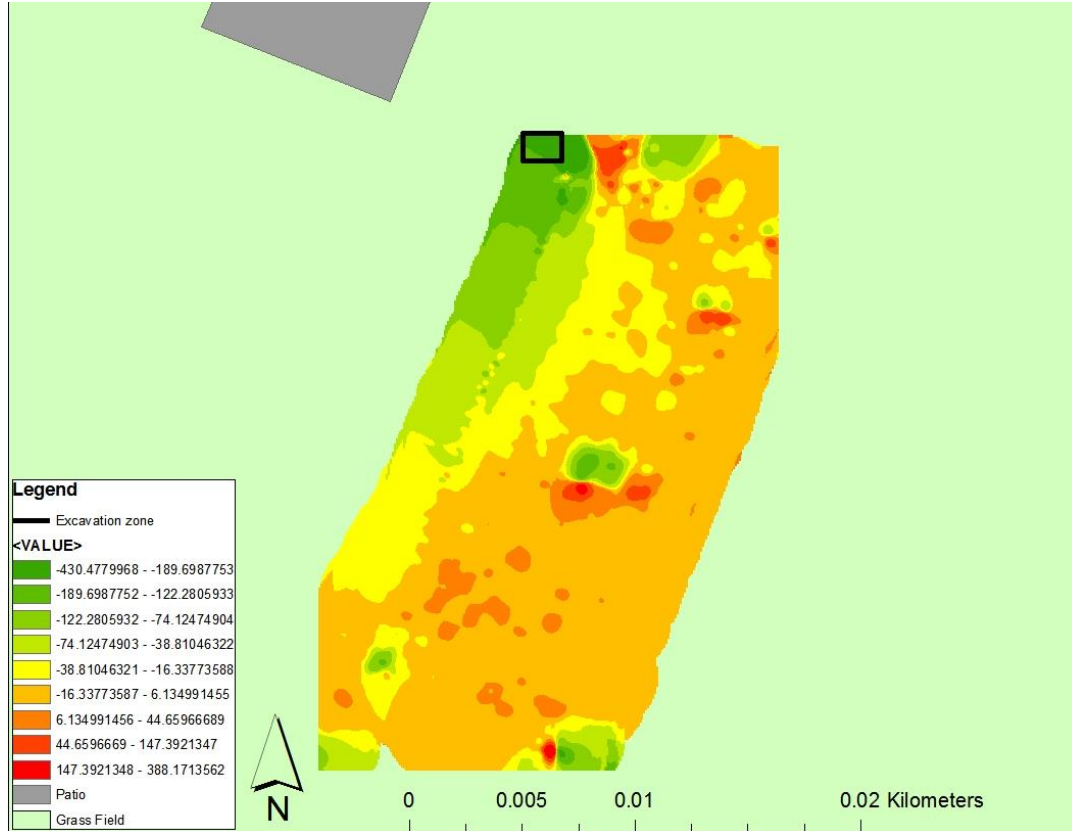 Legend
Excavation zone
<VALUE>
-430.4779968 - -189.6987753
-189.6987752 - -122.2805933
-122.2805932 - -74.12474904
-74.12474903 - -38.81046322
-38.81046321 - -16.33773588
-16.33773587 - 6.134991455
6.134991456 - 44.65966689
44.6596669 - 147.3921347
147.3921348 - 388.1713562
Patio
Grass Field
N
0 0.005 0.01 0.02 Kilometers